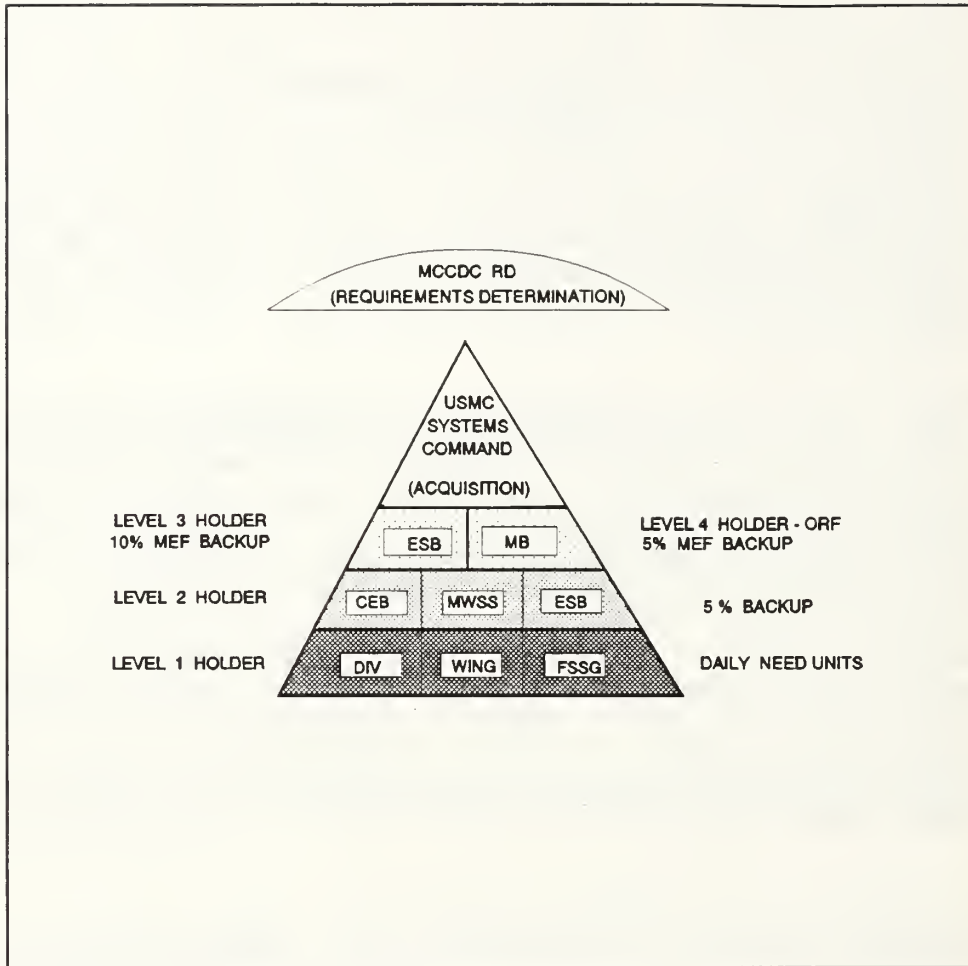 MCCDC RD
(REQUIREMENTS DETERMINATION)
USMC
SYSTEMS
COMMAND
(ACQUISITION)
LEVEL 3 HOLDER
10% MEF BACKUP
ESB
MB
LEVEL 4 HOLDER - ORF
5% MEF BACKUP
LEVEL 2 HOLDER
CEB
MWSS
ESB
5 % BACKUP
LEVEL 1 HOLDER
DIV
WING
FSSG
DAILY NEED UNITS